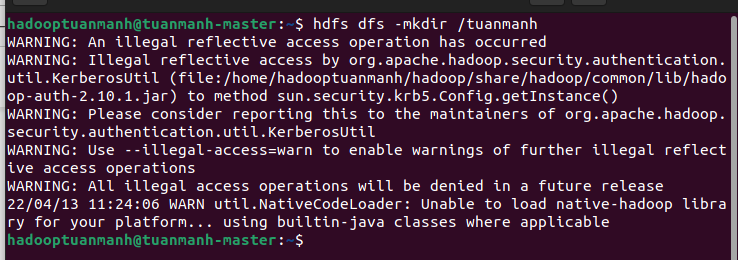 hadooptuanmanh@tuanmanh-master:~$ hdfs dfs -mkdir /tuanmanh
WARNING: An illegal reflective access operation has occurred
WARNING: Illegal reflective access by org.apache.hadoop.security.authentication.
util.KerberosUtil (file:/home/hadooptuanmanh/hadoop/share/hadoop/common/lib/hado
op-auth-2.10.1.jar) to method sun.security.krb5.Config.getInstance()
WARNING: Please consider reporting this to the maintainers of org.apache.hadoop.
security.authentication.util.KerberosUtil
WARNING: Use --illegal-access=warn to enable warnings of further illegal reflect
ive access operations
WARNING: All illegal access operations will be denied in a future release
22/04/13 11:24:06 WARN util.NativeCodeLoader: Unable to load native-hadoop libra
ry for your platform... using builtin-java classes where applicable
hadooptuanmanh@tuanmanh-master:~$